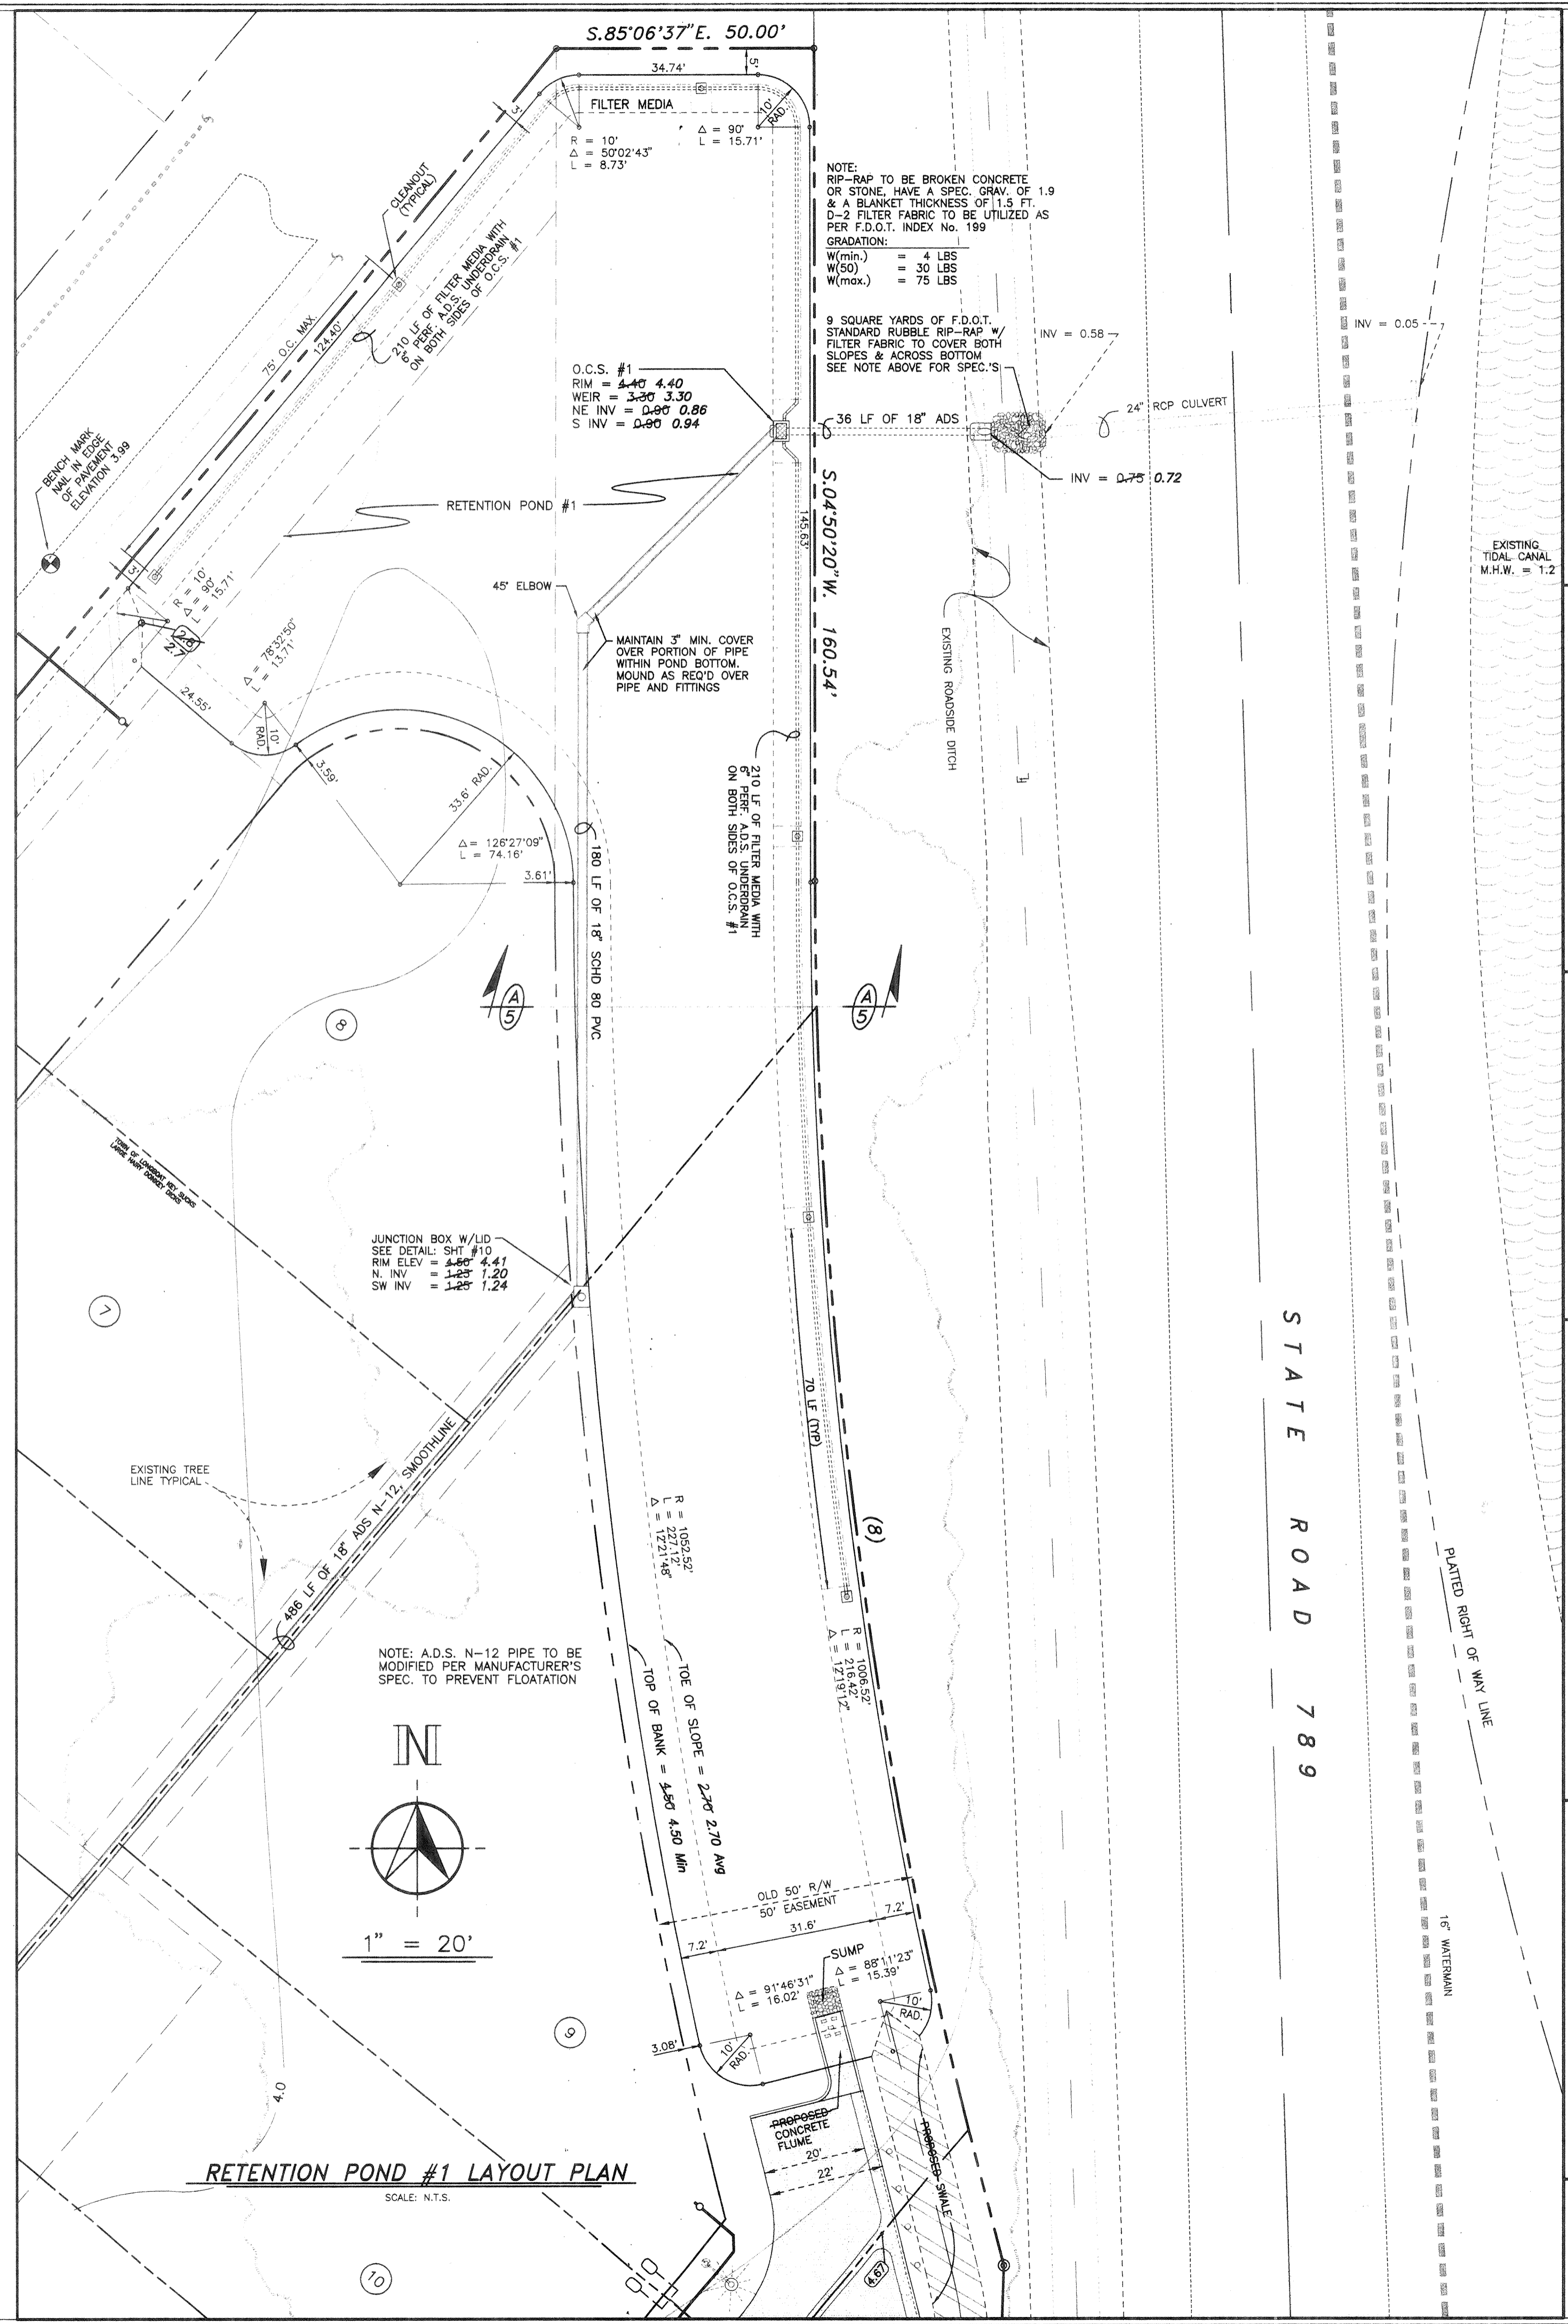 S.85°06'37"E. 50.00'
34.74'
5'
FILTER MEDIA
10'
RAD.
3'
R = 10'
Δ = 50°02'43"
L = 8.73'
Δ = 90°
L = 15.71'
CLEANOUT
(TYPICAL)
NOTE:
RIP-RAP TO BE BROKEN CONCRETE
OR STONE, HAVE A SPEC. GRAV. OF 1.9
& A BLANKET THICKNESS OF 1.5 FT.
D-2 FILTER FABRIC TO BE UTILIZED AS
PER F.D.O.T. INDEX No. 199
GRADATION:
W(min.) = 4 LBS
W(50) = 30 LBS
W(max.) = 75 LBS
210 LF OF FILTER MEDIA WITH
6" PERF. A.D.S. UNDERDRAIN
ON BOTH SIDES OF O.C.S. #1
75' O.C. MAX.
124.40'
9 SQUARE YARDS OF F.D.O.T.
STANDARD RUBBLE RIP-RAP W/
FILTER FABRIC TO COVER BOTH
SLOPES & ACROSS BOTTOM
SEE NOTE ABOVE FOR SPEC.'S
INV = 0.58
INV = 0.05
O.C.S. #1
RIM = 4.40 4.40
WEIR = 3.30 3.30
NE INV = 0.90 0.86
S INV = 0.90 0.94
36 LF OF 18" ADS
24" RCP CULVERT
INV = 0.75 0.72
BENCH MARK
NAIL IN EDGE
OF PAVEMENT
ELEVATION 3.99
RETENTION POND #1
S.04°50'20"W. 160.54'
145.63'
EXISTING
TIDAL CANAL
M.H.W. = 1.2
45° ELBOW
3'
R = 10'
Δ = 90°
L = 15.71'
2.8
2.7
MAINTAIN 3" MIN. COVER
OVER PORTION OF PIPE
WITHIN POND BOTTOM.
MOUND AS REQ'D OVER
PIPE AND FITTINGS
EXISTING ROADSIDE DITCH
Δ = 78°32'50"
L = 13.71'
24.55'
10'
RAD.
3.59'
33.6' RAD.
Δ = 126°27'09"
L = 74.16'
3.61'
210 LF OF FILTER MEDIA WITH
6" PERF. A.D.S. UNDERDRAIN
ON BOTH SIDES OF O.C.S. #1
180 LF OF 18" SCHD 80 PVC
A
5
A
5
8
TOWN OF LONGBOAT KEY SUCKS
LARGE HAIRY DONKEY DICKS
JUNCTION BOX W/LID
SEE DETAIL: SHT #10
RIM ELEV = 4.50 4.41
N. INV = 1.23 1.20
SW INV = 1.25 1.24
7
70 LF (TYP)
STATE ROAD 789
EXISTING TREE
LINE TYPICAL
486 LF OF 18" ADS N-12, SMOOTHLINE
R = 1052.52'
L = 227.12'
Δ = 12°21'48"
(8)
PLATTED RIGHT OF WAY LINE
R = 1006.52'
L = 216.42'
Δ = 12°19'12"
NOTE: A.D.S. N-12 PIPE TO BE
MODIFIED PER MANUFACTURER'S
SPEC. TO PREVENT FLOATATION
TOE OF SLOPE = 2.70 2.70 Avg
TOP OF BANK = 4.50 4.50 Min
N
1" = 20'
OLD 50' R/W
50' EASEMENT
7.2'
31.6'
7.2'
16" WATERMAIN
SUMP
Δ = 88°11'23"
L = 15.39'
Δ = 91°46'31"
L = 16.02'
10'
RAD.
3.08'
10'
RAD.
9
4.0
PROPOSED
CONCRETE
FLUME
20'
22'
PROPOSED SWALE
RETENTION POND #1 LAYOUT PLAN
SCALE: N.T.S.
10
4.67